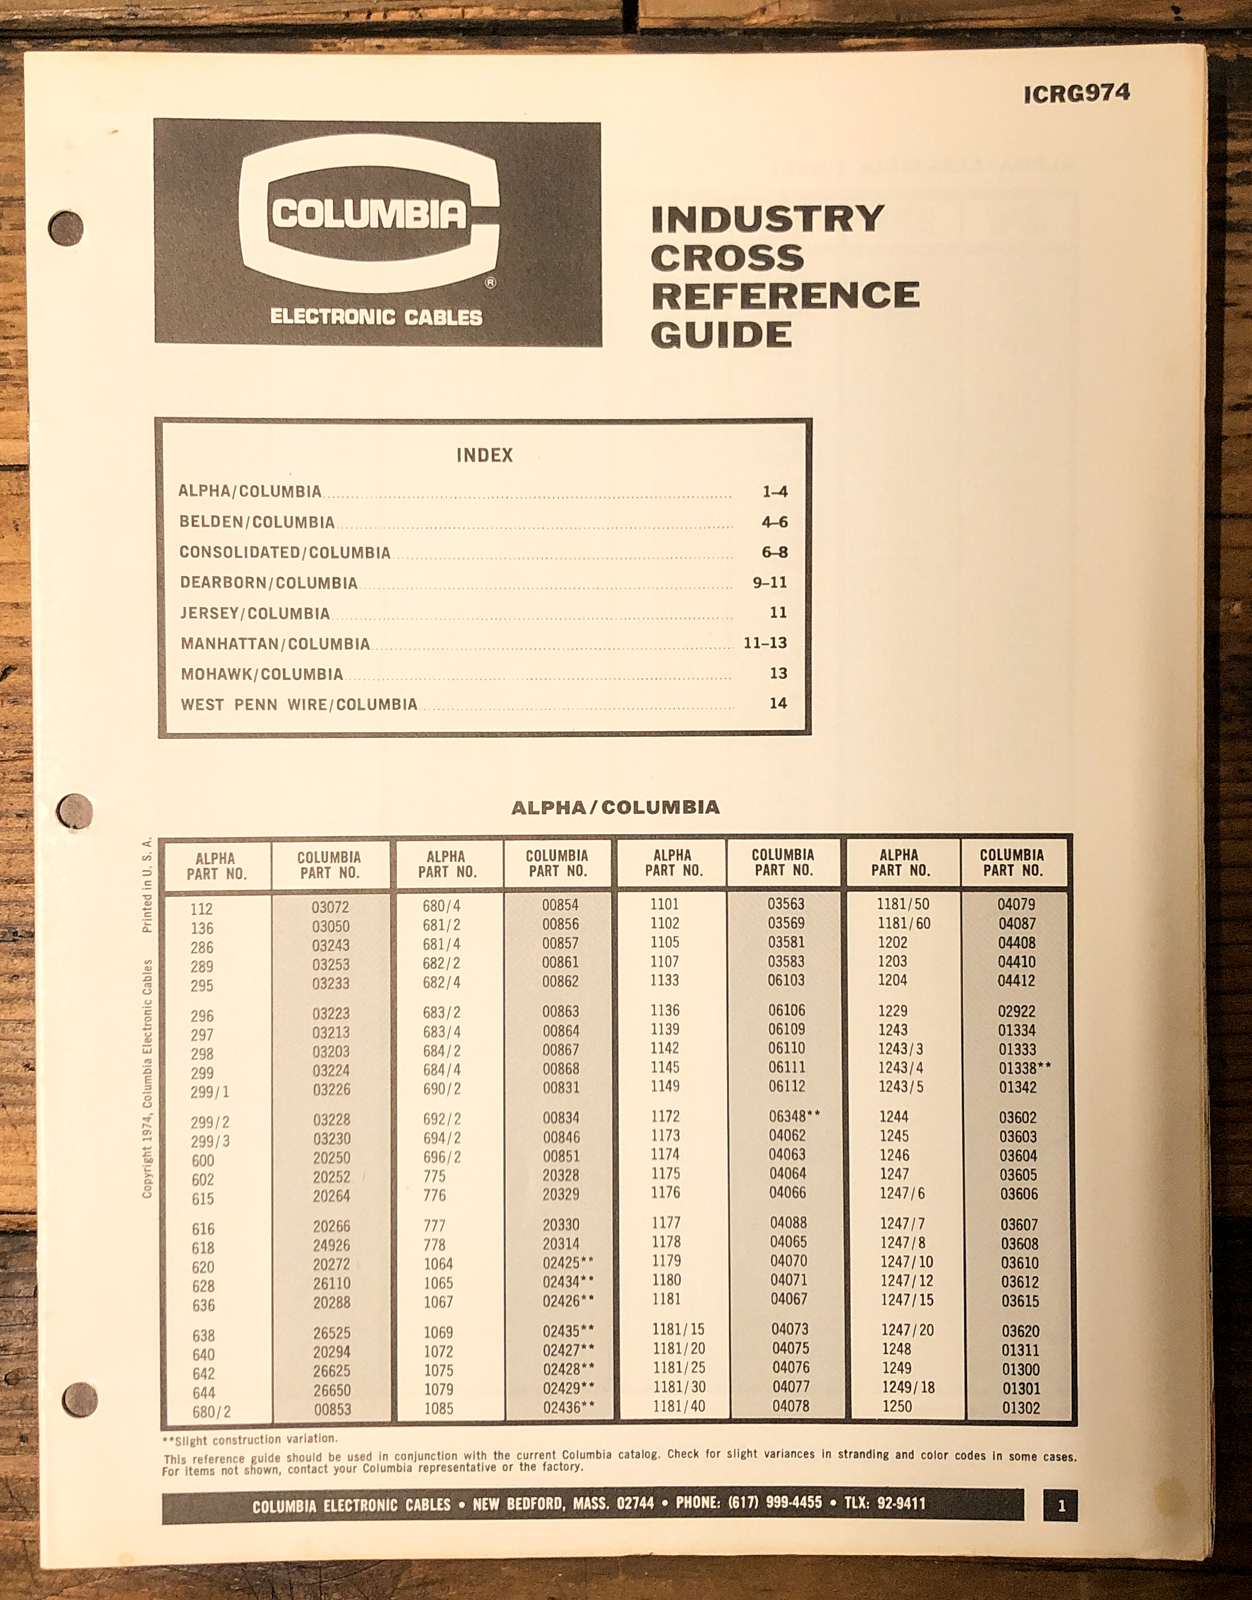 ICRG974
COLUMBIA
®
ELECTRONIC CABLES
INDUSTRY
CROSS
REFERENCE
GUIDE
INDEX
ALPHA/COLUMBIA 1–4
BELDEN/COLUMBIA 4–6
CONSOLIDATED/COLUMBIA 6–8
DEARBORN/COLUMBIA 9–11
JERSEY/COLUMBIA 11
MANHATTAN/COLUMBIA 11–13
MOHAWK/COLUMBIA 13
WEST PENN WIRE/COLUMBIA 14
ALPHA/COLUMBIA
ALPHA COLUMBIA ALPHA COLUMBIA ALPHA COLUMBIA ALPHA COLUMBIA
PART NO. PART NO. PART NO. PART NO. PART NO. PART NO. PART NO. PART NO.
112 03072 680/4 00854 1101 03563 1181/50 04079
136 03050 681/2 00856 1102 03569 1181/60 04087
286 03243 681/4 00857 1105 03581 1202 04408
289 03253 682/2 00861 1107 03583 1203 04410
295 03233 682/4 00862 1133 06103 1204 04412
296 03223 683/2 00863 1136 06106 1229 02922
297 03213 683/4 00864 1139 06109 1243 01334
298 03203 684/2 00867 1142 06110 1243/3 01333
299 03224 684/4 00868 1145 06111 1243/4 01338**
299/1 03226 690/2 00831 1149 06112 1243/5 01342
299/2 03228 692/2 00834 1172 06348** 1244 03602
299/3 03230 694/2 00846 1173 04062 1245 03603
600 20250 696/2 00851 1174 04063 1246 03604
602 20252 775 20328 1175 04064 1247 03605
615 20264 776 20329 1176 04066 1247/6 03606
616 20266 777 20330 1177 04088 1247/7 03607
618 24926 778 20314 1178 04065 1247/8 03608
620 20272 1064 02425** 1179 04070 1247/10 03610
628 26110 1065 02434** 1180 04071 1247/12 03612
636 20288 1067 02426** 1181 04067 1247/15 03615
638 26525 1069 02435** 1181/15 04073 1247/20 03620
640 20294 1072 02427** 1181/20 04075 1248 01311
642 26625 1075 02428** 1181/25 04076 1249 01300
644 26650 1079 02429** 1181/30 04077 1249/18 01301
680/2 00853 1085 02436** 1181/40 04078 1250 01302
Copyright 1974, Columbia Electronic Cables Printed in U. S. A.
**Slight construction variation.
This reference guide should be used in conjunction with the current Columbia catalog. Check for slight variances in stranding and color codes in some cases.
For items not shown, contact your Columbia representative or the factory.
COLUMBIA ELECTRONIC CABLES • NEW BEDFORD, MASS. 02744 • PHONE: (617) 999-4455 • TLX: 92-9411
1